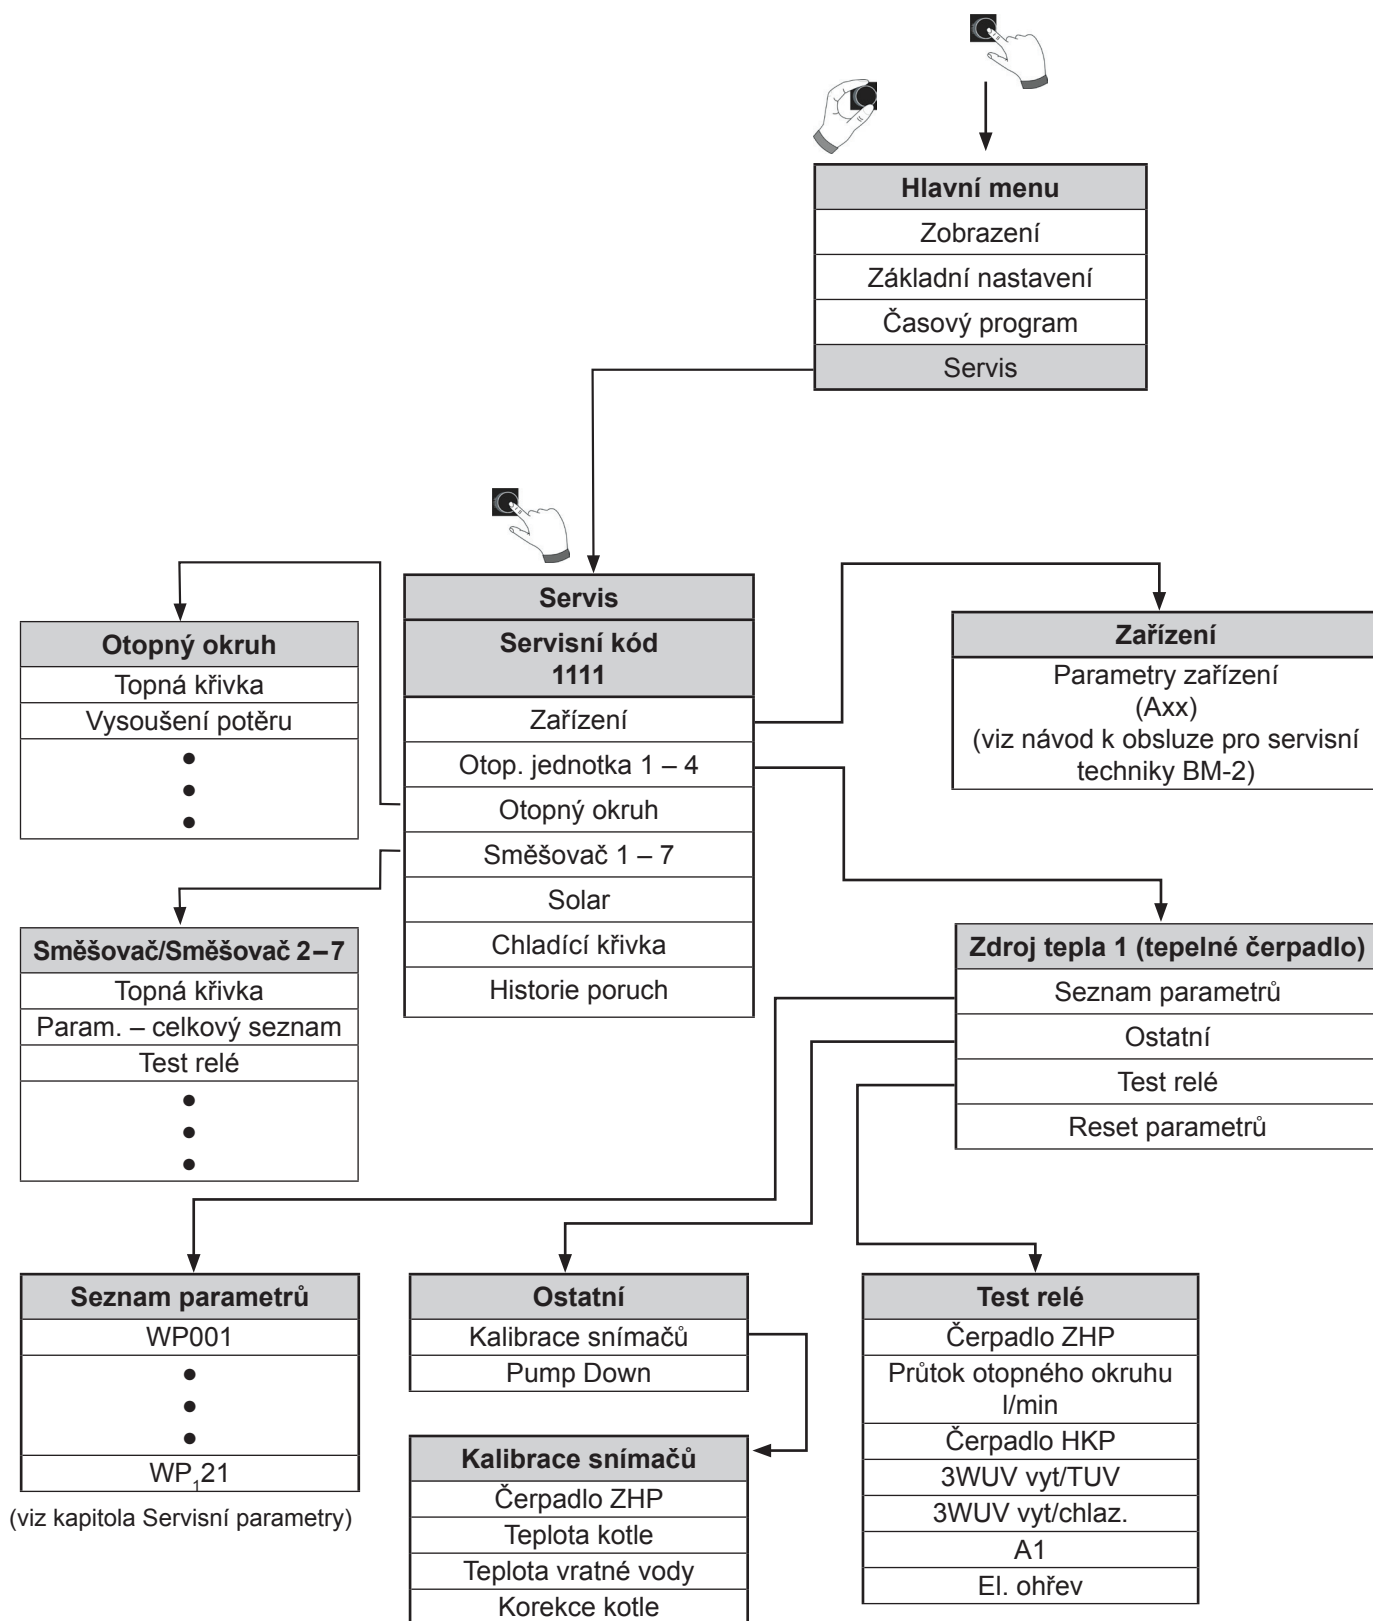 Hlavní menu
Zobrazení
Základní nastavení
Časový program
Servis
Servis
Servisní kód
1111
Zařízení
Otop. jednotka 1 – 4
Otopný okruh
Směšovač 1 – 7
Solar
Chladící křivka
Historie poruch
Otopný okruh
Topná křivka
Vysoušení potěru
•
•
•
Směšovač/Směšovač 2–7
Topná křivka
Param. – celkový seznam
Test relé
•
•
•
Zařízení
Parametry zařízení
(Axx)
(viz návod k obsluze pro servisní
techniky BM-2)
Zdroj tepla 1 (tepelné čerpadlo)
Seznam parametrů
Ostatní
Test relé
Reset parametrů
Seznam parametrů
WP001
•
•
•
WP121
(viz kapitola Servisní parametry)
Ostatní
Kalibrace snímačů
Pump Down
Kalibrace snímačů
Čerpadlo ZHP
Teplota kotle
Teplota vratné vody
Korekce kotle
Test relé
Čerpadlo ZHP
Průtok otopného okruhu
l/min
Čerpadlo HKP
3WUV vyt/TUV
3WUV vyt/chlaz.
A1
El. ohřev